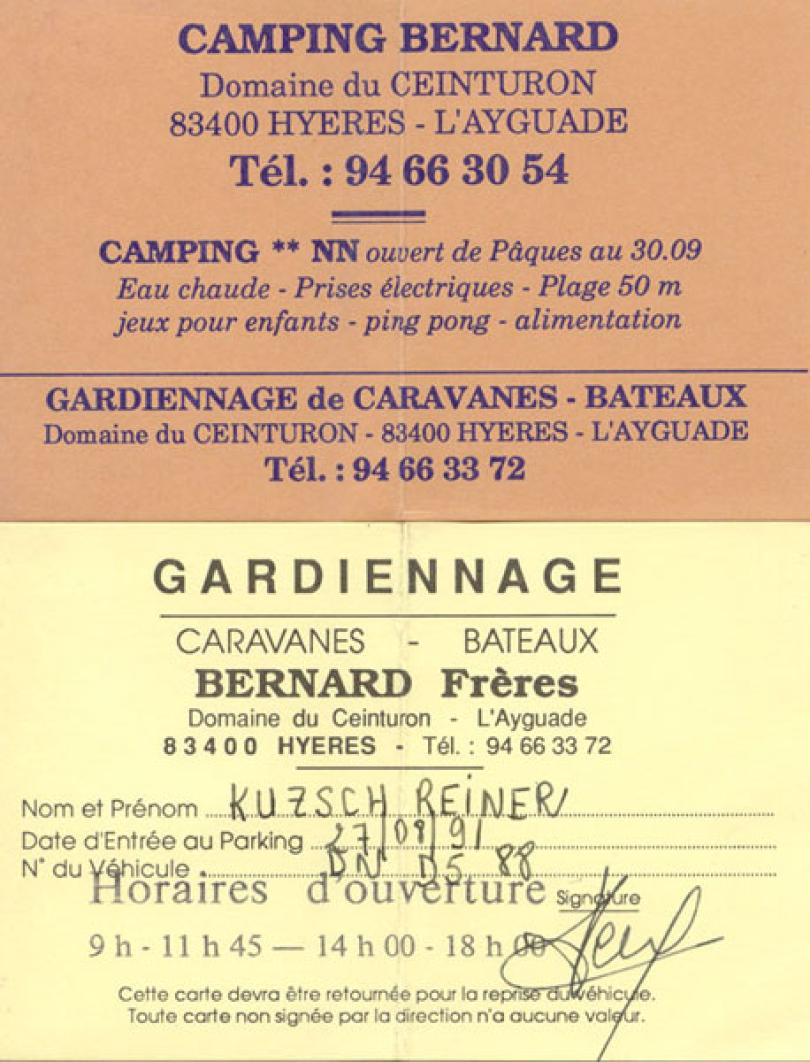 CAMPING BERNARD
Domaine du CEINTURON
83400 HYERES - L'AYGUADE
Tél. : 94 66 30 54
CAMPING ** NN ouvert de Pâques au 30.09
Eau chaude - Prises électriques - Plage 50 m
jeux pour enfants - ping pong - alimentation
GARDIENNAGE de CARAVANES - BATEAUX
Domaine du CEINTURON - 83400 HYERES - L'AYGUADE
Tél. : 94 66 33 72
GARDIENNAGE
CARAVANES - BATEAUX
BERNARD Frères
Domaine du Ceinturon - L'Ayguade
83400 HYERES - Tél. : 94 66 33 72
Nom et Prénom KUZSCH REINER
Date d'Entrée au Parking 27/09/91
N° du Véhicule DN DS 88
Horaires d'ouverture Signature
9 h - 11 h 45 — 14 h 00 - 18 h 00
Cette carte devra être retournée pour la reprise du véhicule.
Toute carte non signée par la direction n'a aucune valeur.